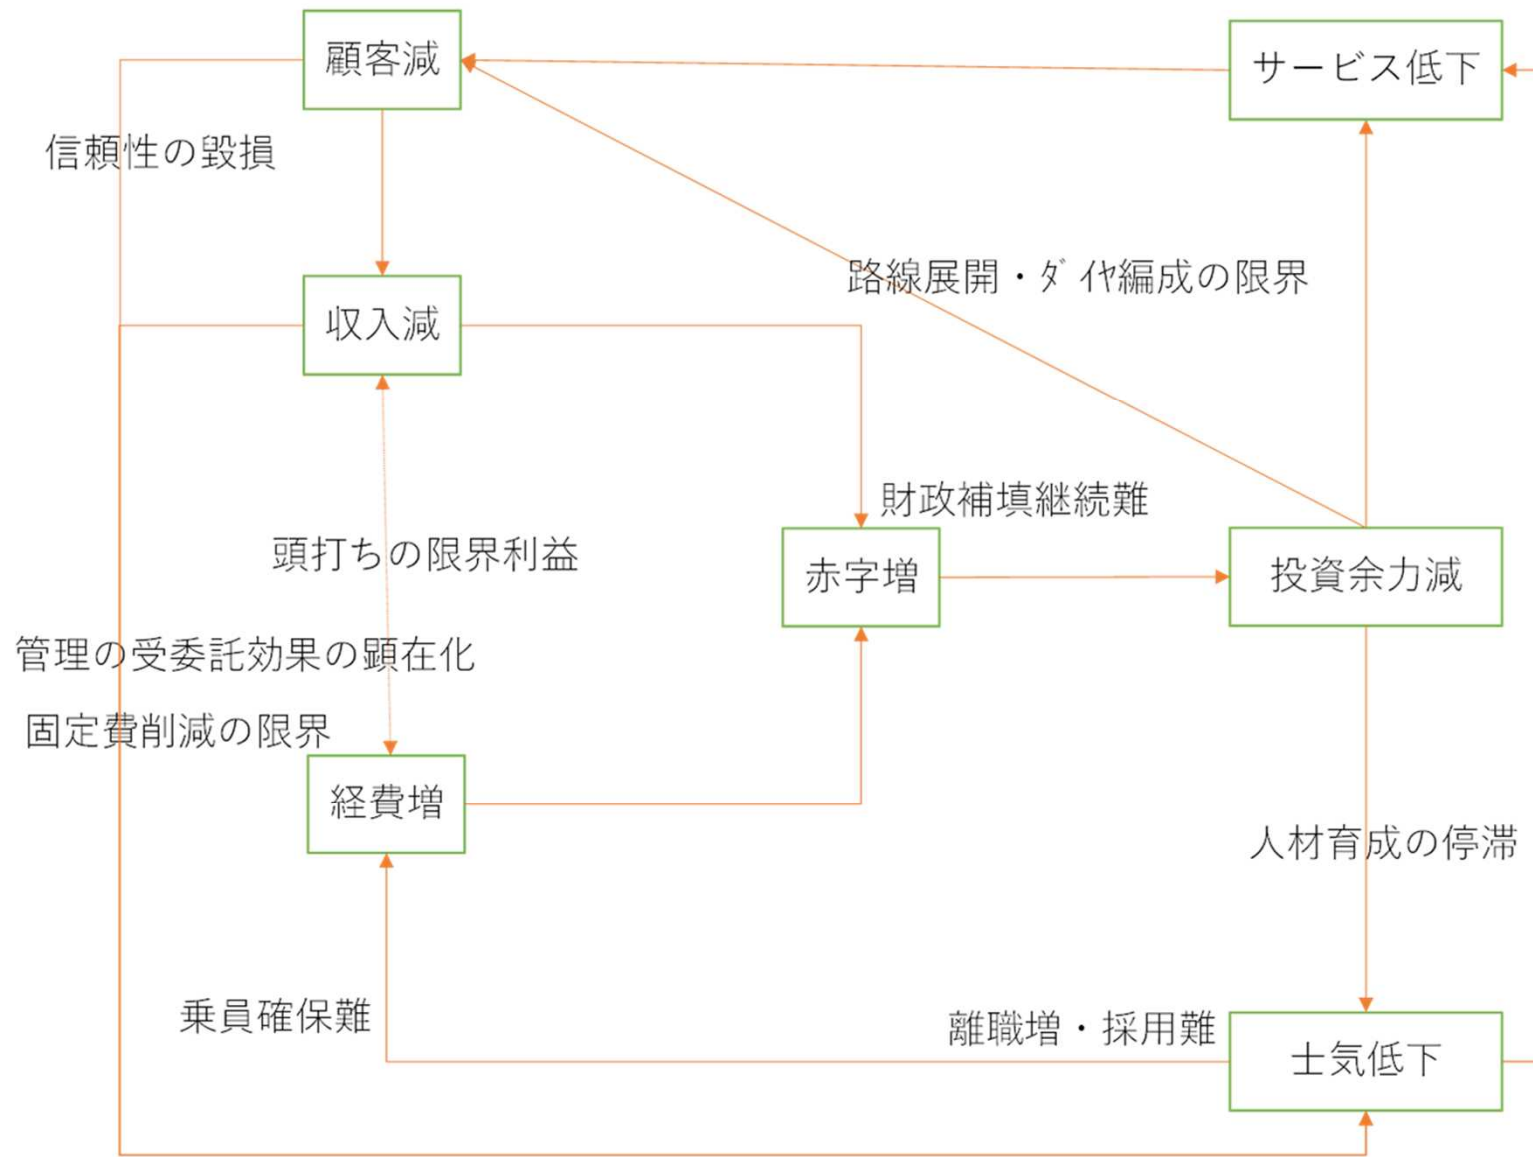 顧客減
サービス低下
信頼性の毀損
路線展開・ﾀﾞｲﾔ編成の限界
収入減
財政補填継続難
頭打ちの限界利益
赤字増
投資余力減
管理の受委託効果の顕在化
固定費削減の限界
経費増
人材育成の停滞
乗員確保難
離職増・採用難
士気低下